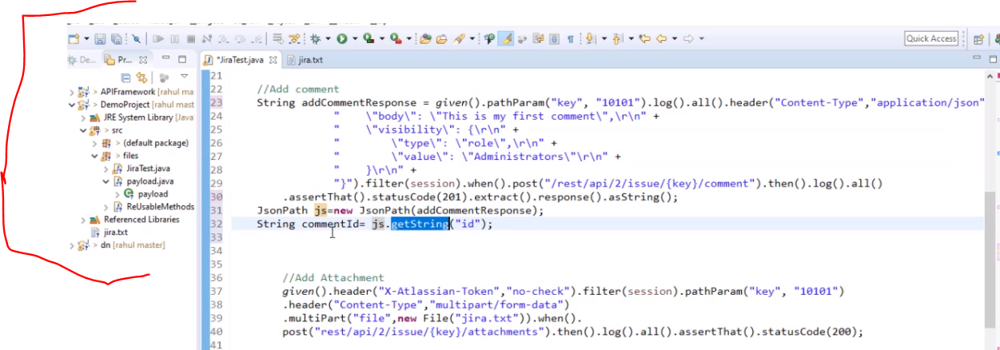 Quick Access
De...
Pr...
*JiraTest.java
jira.txt
> APIFramework [rahul ma
> DemoProject [rahul mast
JRE System Library [Java
> src
> (default package)
> files
JiraTest.java
payload.java
payload
ReUsableMethods
Referenced Libraries
jira.txt
> dn [rahul master]
21
22 //Add comment
23 String addCommentResponse = given().pathParam("key", "10101").log().all().header("Content-Type","application/json"
24 " \"body\": \"This is my first comment\",\r\n" +
25 " \"visibility\": {\r\n" +
26 " \"type\": \"role\",\r\n" +
27 " \"value\": \"Administrators\"\r\n" +
28 " }\r\n" +
29 "}").filter(session).when().post("/rest/api/2/issue/{key}/comment").then().log().all()
30 .assertThat().statusCode(201).extract().response().asString();
31 JsonPath js=new JsonPath(addCommentResponse);
32 String commentId= js.getString("id");
33
34
35
36 //Add Attachment
37 given().header("X-Atlassian-Token","no-check").filter(session).pathParam("key", "10101")
38 .header("Content-Type","multipart/form-data")
39 .multiPart("file",new File("jira.txt")).when().
40 post("rest/api/2/issue/{key}/attachments").then().log().all().assertThat().statusCode(200);
41